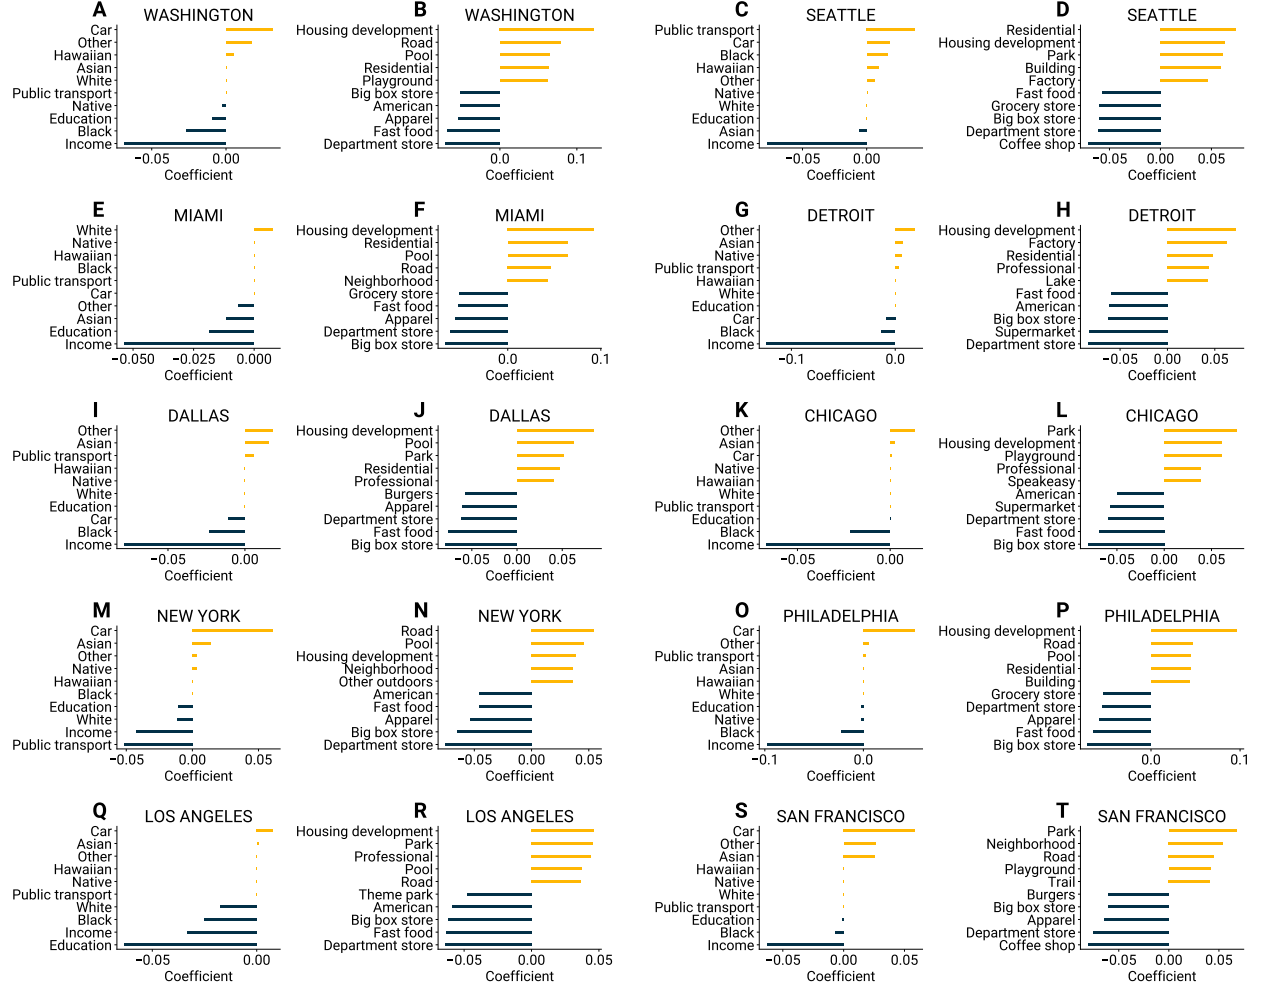 A
WASHINGTON
Car
Other
Hawaiian
Asian
White
Public transport
Native
Education
Black
Income
−0.05 0.00
Coefficient
B
WASHINGTON
Housing development
Road
Pool
Residential
Playground
Big box store
American
Apparel
Fast food
Department store
0.0 0.1
Coefficient
C
SEATTLE
Public transport
Car
Black
Hawaiian
Other
Native
White
Education
Asian
Income
−0.05 0.00
Coefficient
D
SEATTLE
Residential
Housing development
Park
Building
Factory
Fast food
Grocery store
Big box store
Department store
Coffee shop
−0.05 0.00 0.05
Coefficient
E
MIAMI
White
Native
Hawaiian
Black
Public transport
Car
Other
Asian
Education
Income
−0.050 −0.025 0.000
Coefficient
F
MIAMI
Housing development
Residential
Pool
Road
Neighborhood
Grocery store
Fast food
Apparel
Department store
Big box store
0.0 0.1
Coefficient
G
DETROIT
Other
Asian
Native
Public transport
Hawaiian
White
Education
Car
Black
Income
−0.1 0.0
Coefficient
H
DETROIT
Housing development
Factory
Residential
Professional
Lake
Fast food
American
Big box store
Supermarket
Department store
−0.05 0.00 0.05
Coefficient
I
DALLAS
Other
Asian
Public transport
Hawaiian
Native
White
Education
Car
Black
Income
−0.05 0.00
Coefficient
J
DALLAS
Housing development
Pool
Park
Residential
Professional
Burgers
Apparel
Department store
Fast food
Big box store
−0.05 0.00 0.05
Coefficient
K
CHICAGO
Other
Asian
Car
Native
Hawaiian
White
Public transport
Education
Black
Income
−0.05 0.00
Coefficient
L
CHICAGO
Park
Housing development
Playground
Professional
Speakeasy
American
Supermarket
Department store
Fast food
Big box store
−0.05 0.00 0.05
Coefficient
M
NEW YORK
Car
Asian
Other
Native
Hawaiian
Black
Education
White
Income
Public transport
−0.05 0.00 0.05
Coefficient
N
NEW YORK
Road
Pool
Housing development
Neighborhood
Other outdoors
American
Fast food
Apparel
Big box store
Department store
−0.05 0.00 0.05
Coefficient
O
PHILADELPHIA
Car
Other
Public transport
Asian
Hawaiian
White
Education
Native
Black
Income
−0.1 0.0
Coefficient
P
PHILADELPHIA
Housing development
Road
Pool
Residential
Building
Grocery store
Department store
Apparel
Fast food
Big box store
0.0 0.1
Coefficient
Q
LOS ANGELES
Car
Asian
Other
Hawaiian
Native
Public transport
White
Black
Income
Education
−0.05 0.00
Coefficient
R
LOS ANGELES
Housing development
Park
Professional
Pool
Road
Theme park
American
Big box store
Fast food
Department store
−0.05 0.00 0.05
Coefficient
S
SAN FRANCISCO
Car
Other
Asian
Hawaiian
Native
White
Public transport
Education
Black
Income
−0.05 0.00 0.05
Coefficient
T
SAN FRANCISCO
Park
Neighborhood
Road
Playground
Trail
Burgers
Big box store
Apparel
Department store
Coffee shop
−0.05 0.00 0.05
Coefficient